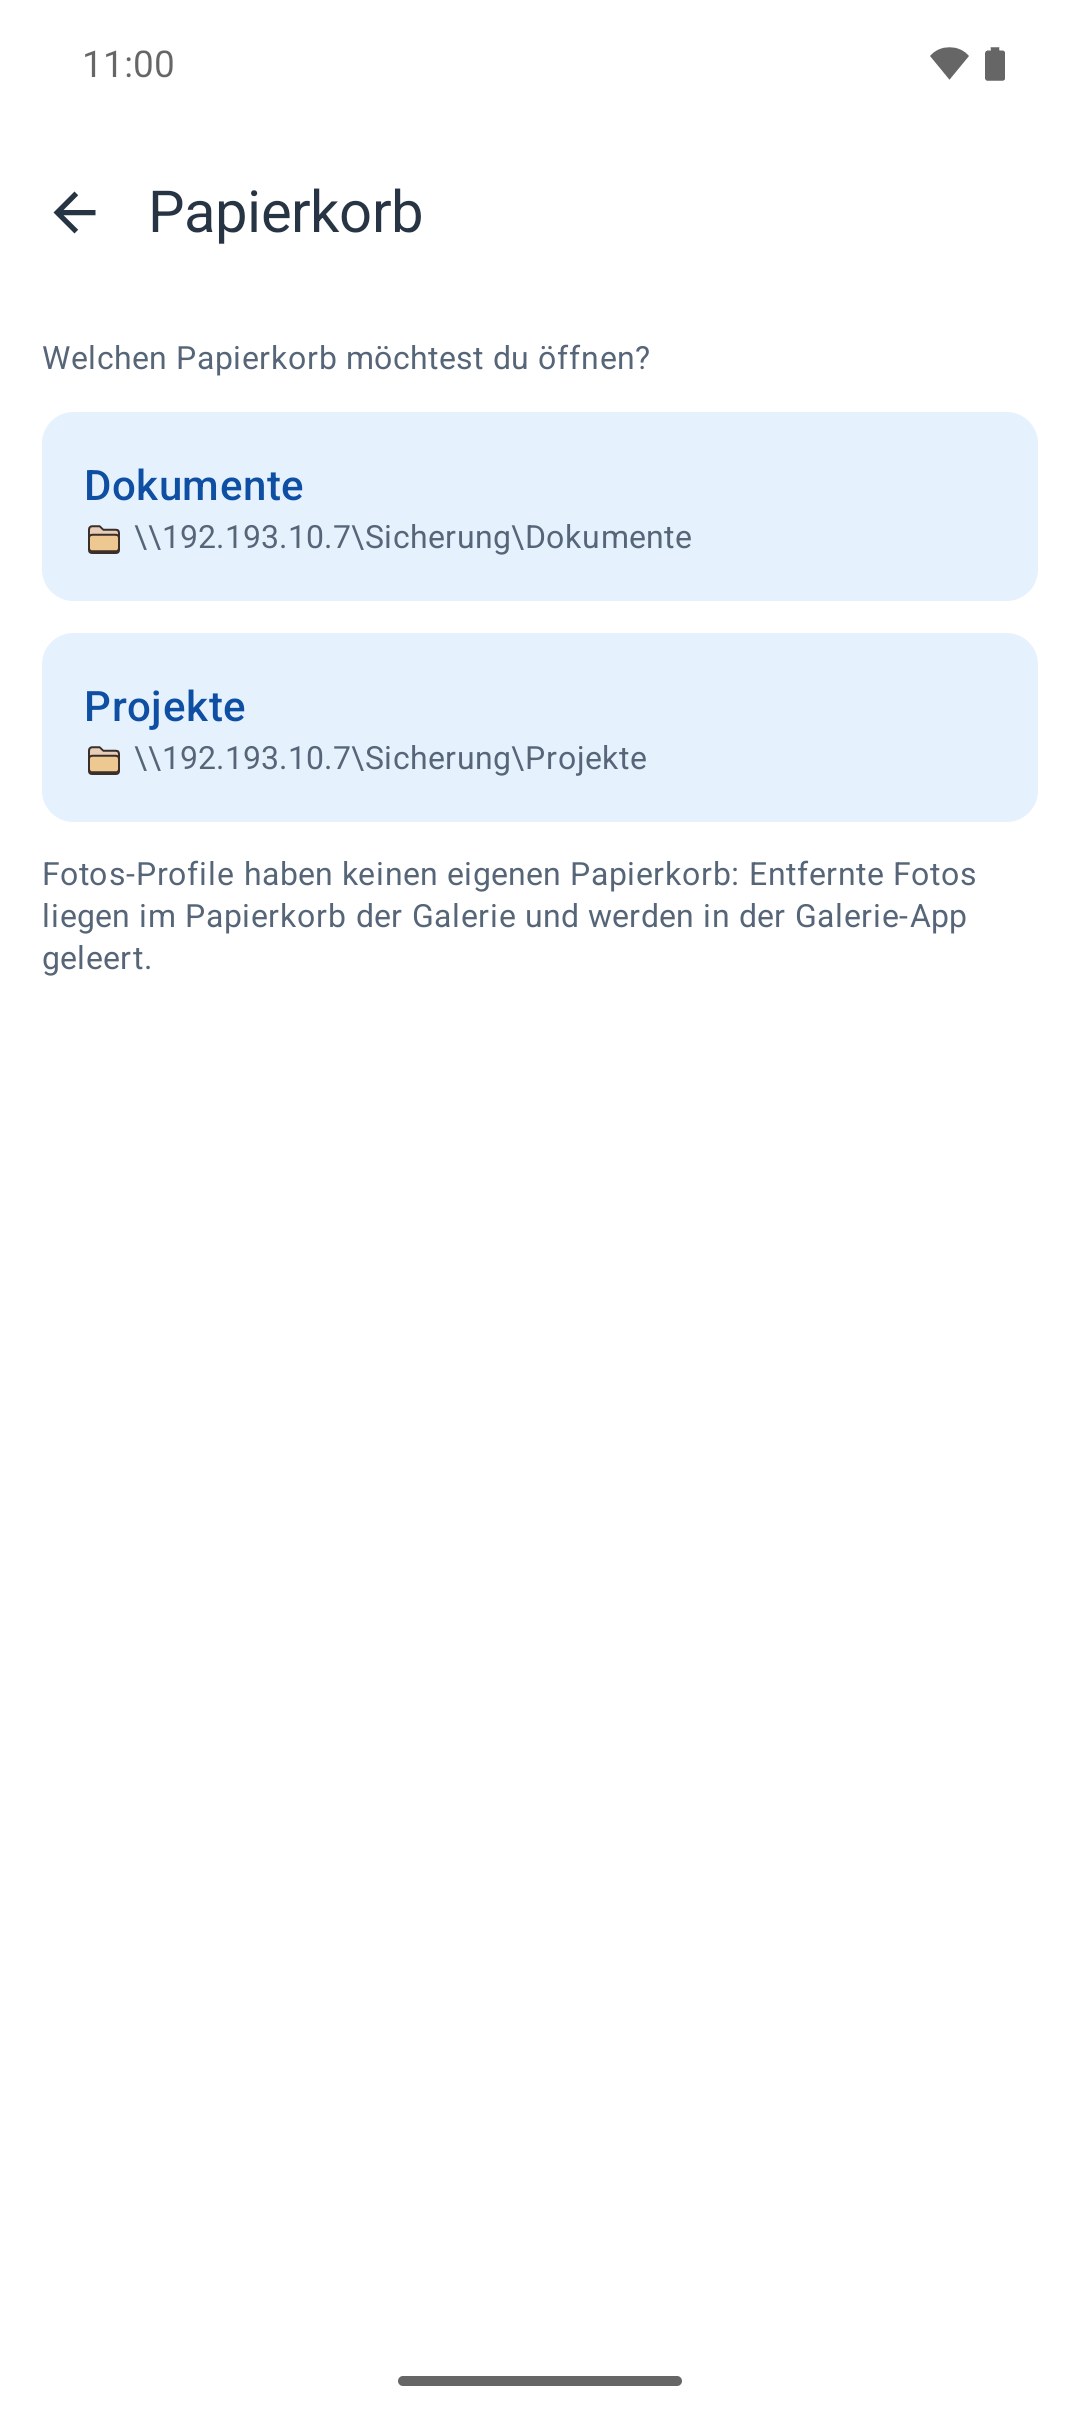 11:00
Papierkorb
Welchen Papierkorb möchtest du öffnen?
Dokumente
\\192.193.10.7\Sicherung\Dokumente
Projekte
\\192.193.10.7\Sicherung\Projekte
Fotos-Profile haben keinen eigenen Papierkorb: Entfernte Fotos
liegen im Papierkorb der Galerie und werden in der Galerie-App
geleert.